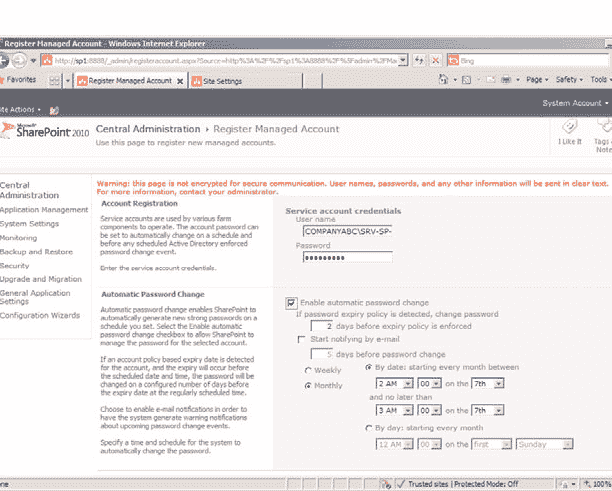 Register Managed Account - Windows Internet Explorer
http://sp1:8888/_admin/registeraccount.aspx?Source=http%3A%2F%2Fsp1%3A8888%2F%5Fadmin%2FMa
Bing
Favorites
Register Managed Account
Site Settings
Page
Safety
Tools
ite Actions
System Account
Microsoft
SharePoint 2010
Central Administration
Register Managed Account
Use this page to register new managed accounts.
I Like It
Tags
Note
Central
Administration
Application Management
System Settings
Monitoring
Backup and Restore
Security
Upgrade and Migration
General Application
Settings
Configuration Wizards
Warning: this page is not encrypted for secure communication. User names, passwords, and any other information will be sent in clear text.
For more information, contact your administrator.
Account Registration
Service accounts are used by various farm
components to operate. The account password can
be set to automatically change on a schedule and
before any scheduled Active Directory enforced
password change event.
Enter the service account credentials.
Service account credentials
User name
COMPANYABC\SRV-SP-
Password
Automatic Password Change
Automatic password change enables SharePoint to
automatically generate new strong passwords on a
schedule you set. Select the Enable automatic
password change checkbox to allow SharePoint to
manage the password for the selected account.
If an account policy based expiry date is detected
for the account, and the expiry will occur before
the scheduled date and time, the password will be
changed on a configured number of days before
the expiry date at the regularly scheduled time.
Choose to enable e-mail notifications in order to
have the system generate warning notifications
about upcoming password change events.
Specify a time and schedule for the system to
automatically change the password.
Enable automatic password change
If password expiry policy is detected, change password
2 days before expiry policy is enforced
Start notifying by e-mail
5 days before password change
Weekly
Monthly
By date: starting every month between
2 AM 00 on the 7th
and no later than
3 AM 00 on the 7th
By day: starting every month
12 AM 00 on the first Sunday
ne
Trusted sites | Protected Mode: Off
100%